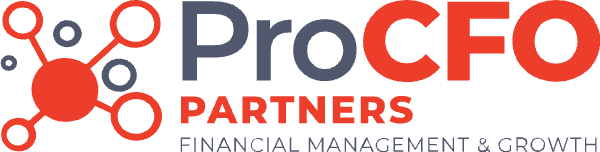 ProCFO
PARTNERS
FINANCIAL MANAGEMENT & GROWTH